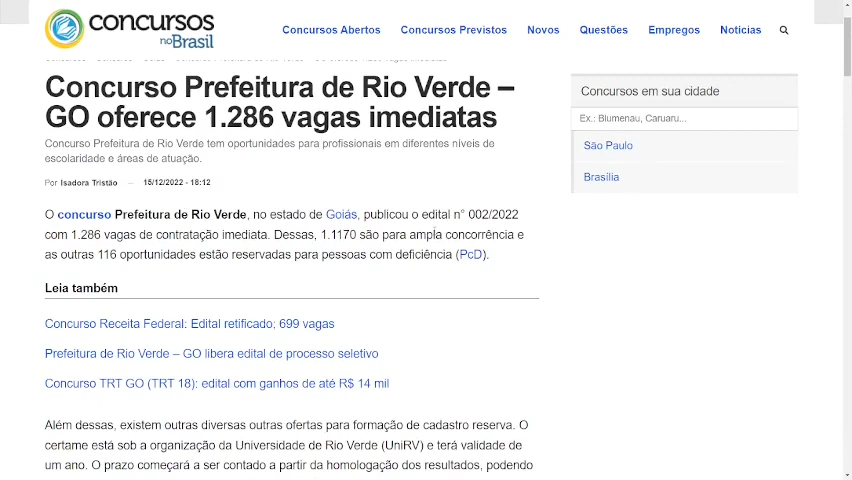 concursos
no Brasil
Concursos Abertos Concursos Previstos Novos Questões Empregos Notícias
Concurso Prefeitura de Rio Verde –
GO oferece 1.286 vagas imediatas
Concurso Prefeitura de Rio Verde tem oportunidades para profissionais em diferentes níveis de
escolaridade e áreas de atuação.
Por Isadora Tristão — 15/12/2022 - 18:12
O concurso Prefeitura de Rio Verde, no estado de Goiás, publicou o edital n° 002/2022
com 1.286 vagas de contratação imediata. Dessas, 1.1170 são para ampla concorrência e
as outras 116 oportunidades estão reservadas para pessoas com deficiência (PcD).
Leia também
Concurso Receita Federal: Edital retificado; 699 vagas
Prefeitura de Rio Verde – GO libera edital de processo seletivo
Concurso TRT GO (TRT 18): edital com ganhos de até R$ 14 mil
Além dessas, existem outras diversas outras ofertas para formação de cadastro reserva. O
certame está sob a organização da Universidade de Rio Verde (UniRV) e terá validade de
um ano. O prazo começará a ser contado a partir da homologação dos resultados, podendo
Concursos em sua cidade
Ex.: Blumenau, Caruaru...
São Paulo
Brasília